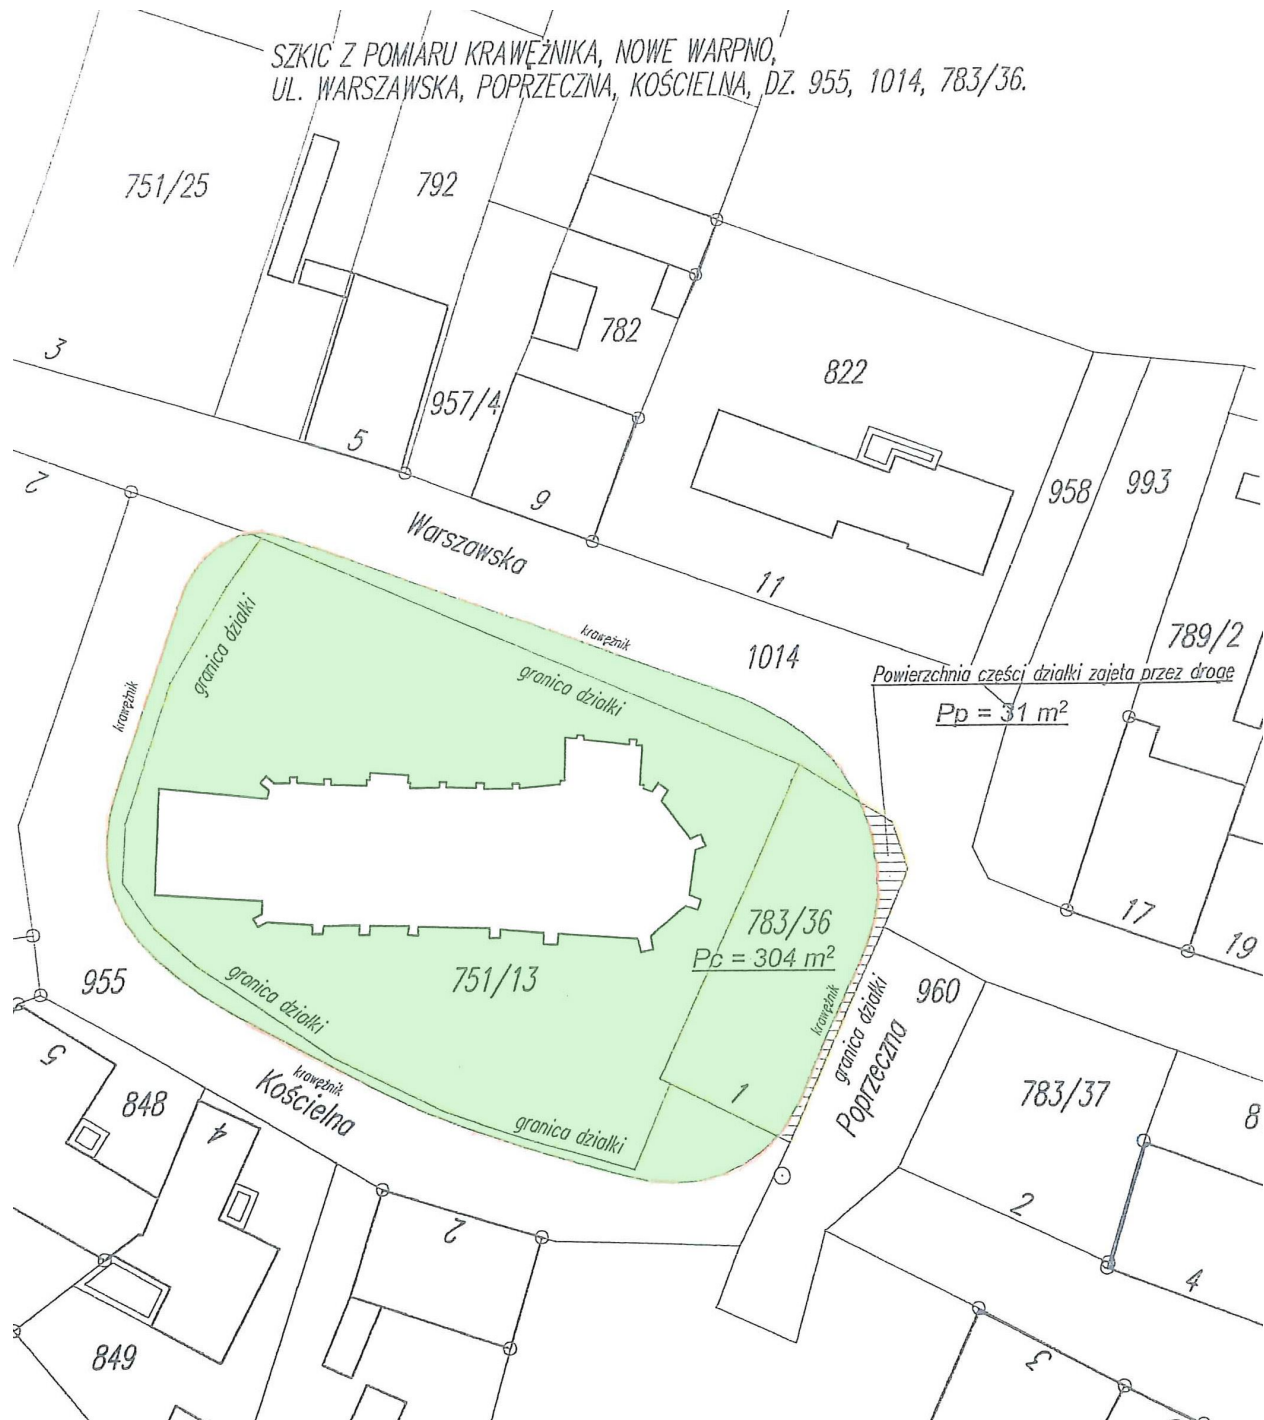 SZKIC Z POMIARU KRAWĘŻNIKA, NOWE WARPNO,
UL. WARSZAWSKA, POPRZECZNA, KOŚCIELNA, DZ. 955, 1014, 783/36.
751/25
792
782
822
3
957/4
5
9
958
993
2
Warszawska
11
granica działki
krawężnik
1014
789/2
granica działki
Powierzchnia części działki zajęta przez drogę
krawężnik
Pp = 31 m²
783/36
17
19
Pc = 304 m²
751/13
955
granica działki
960
krawężnik
granica działki
5
krawężnik
Kościelna
Poprzeczna
848
4
1
783/37
8
granica działki
2
2
4
849
3